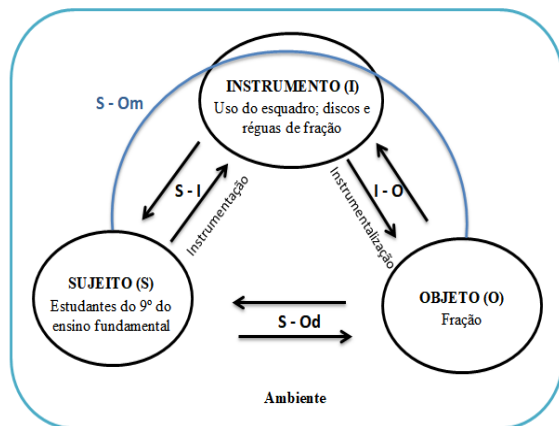 INSTRUMENTO (I)
Uso do esquadro; discos e
réguas de fração
S - Om
S - I
Instrumentação
Instrumentalização
I - O
SUJEITO (S)
Estudantes do 9º do
ensino fundamental
OBJETO (O)
Fração
S - Od
Ambiente